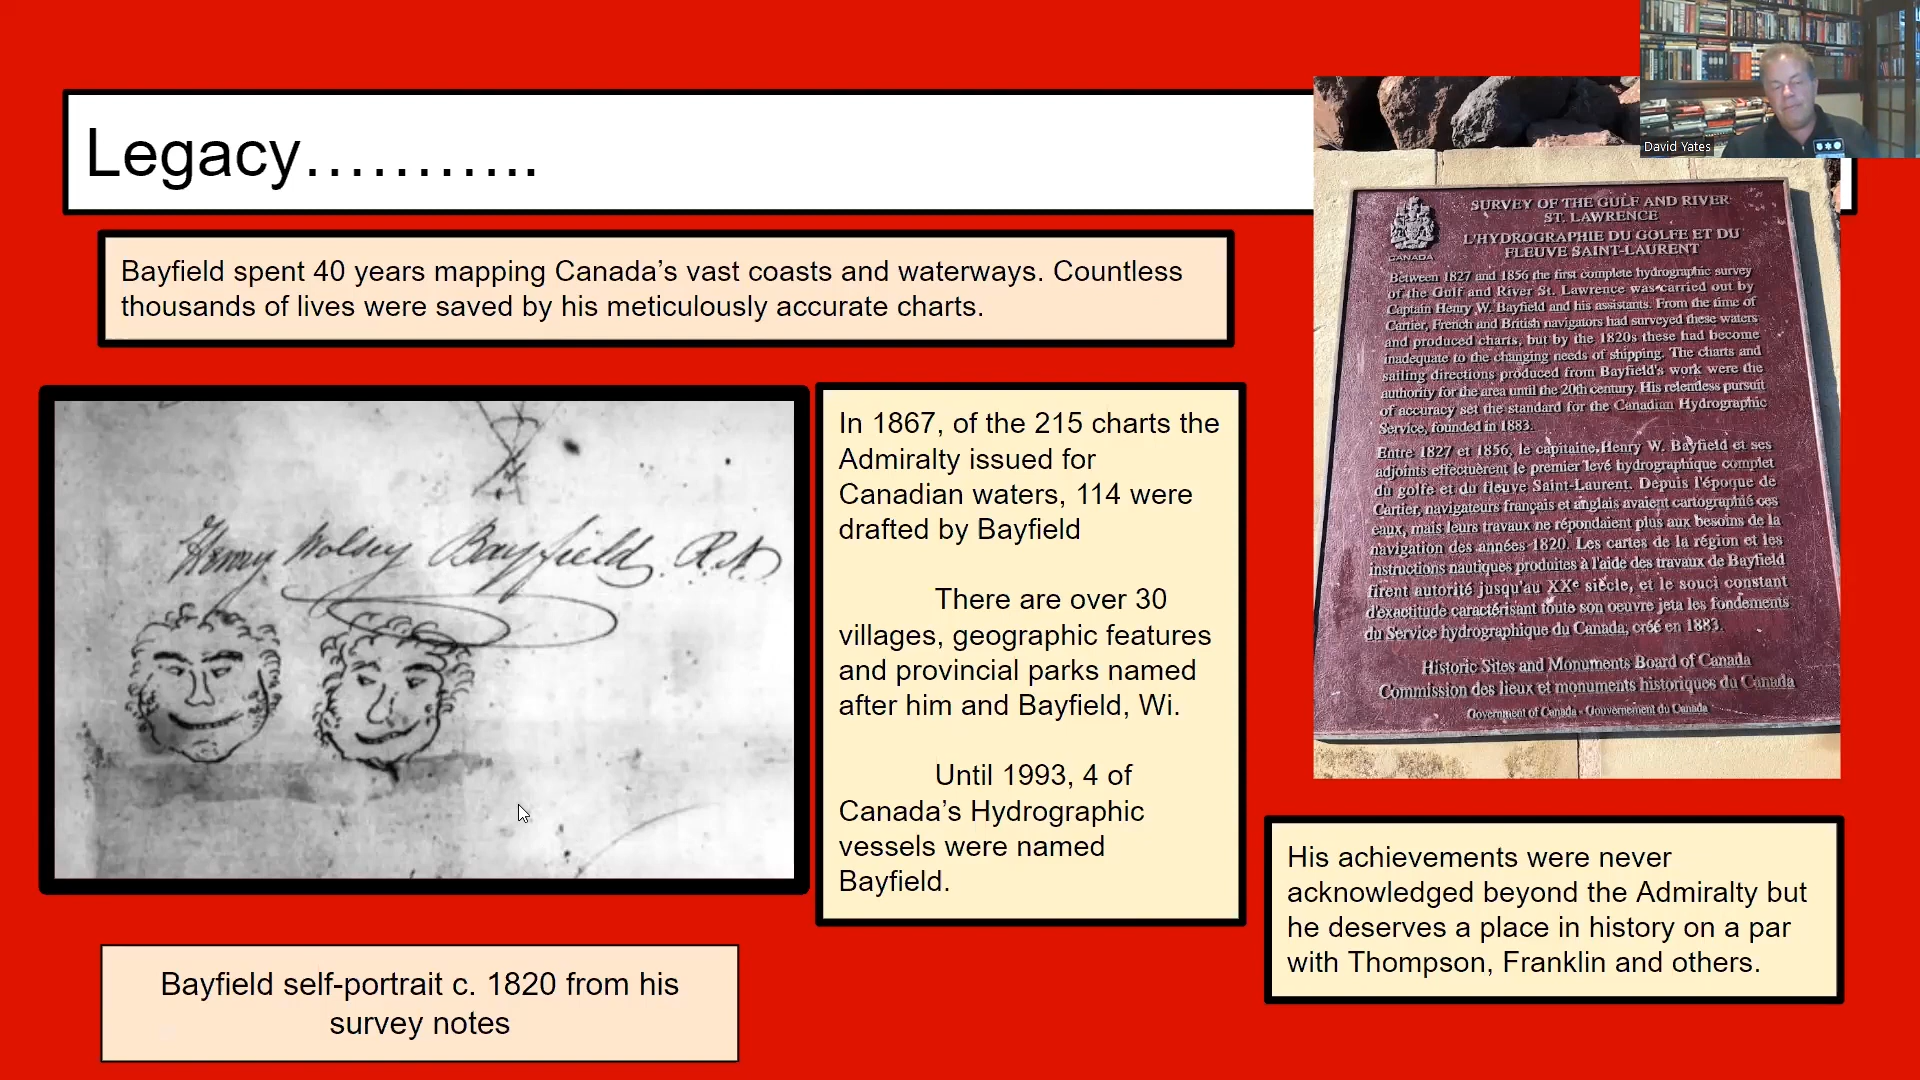 Legacy………..
Bayfield spent 40 years mapping Canada’s vast coasts and waterways. Countless
thousands of lives were saved by his meticulously accurate charts.
Henry Wolsey Bayfield. R.N
Bayfield self-portrait c. 1820 from his
survey notes
In 1867, of the 215 charts the
Admiralty issued for
Canadian waters, 114 were
drafted by Bayfield
There are over 30
villages, geographic features
and provincial parks named
after him and Bayfield, Wi.
Until 1993, 4 of
Canada’s Hydrographic
vessels were named
Bayfield.
David Yates
CANADA
SURVEY OF THE GULF AND RIVER
ST. LAWRENCE
L'HYDROGRAPHIE DU GOLFE ET DU
FLEUVE SAINT-LAURENT
Between 1827 and 1856 the first complete hydrographic survey
of the Gulf and River St. Lawrence was carried out by
Captain Henry W. Bayfield and his assistants. From the time of
Cartier, French and British navigators had surveyed these waters
and produced charts, but by the 1820s these had become
inadequate to the changing needs of shipping. The charts and
sailing directions produced from Bayfield's work were the
authority for the area until the 20th century. His relentless pursuit
of accuracy set the standard for the Canadian Hydrographic
Service, founded in 1883.
Entre 1827 et 1856, le capitaine Henry W. Bayfield et ses
adjoints effectuèrent le premier levé hydrographique complet
du golfe et du fleuve Saint-Laurent. Depuis l'époque de
Cartier, navigateurs français et anglais avaient cartographié ces
eaux, mais leurs travaux ne répondaient plus aux besoins de la
navigation des années 1820. Les cartes de la région et les
instructions nautiques produites à l'aide des travaux de Bayfield
firent autorité jusqu'au XXe siècle, et le souci constant
d'exactitude caractérisant toute son oeuvre jeta les fondements
du Service hydrographique du Canada, créé en 1883.
Historic Sites and Monuments Board of Canada
Commission des lieux et monuments historiques du Canada
Government of Canada - Gouvernement du Canada
His achievements were never
acknowledged beyond the Admiralty but
he deserves a place in history on a par
with Thompson, Franklin and others.